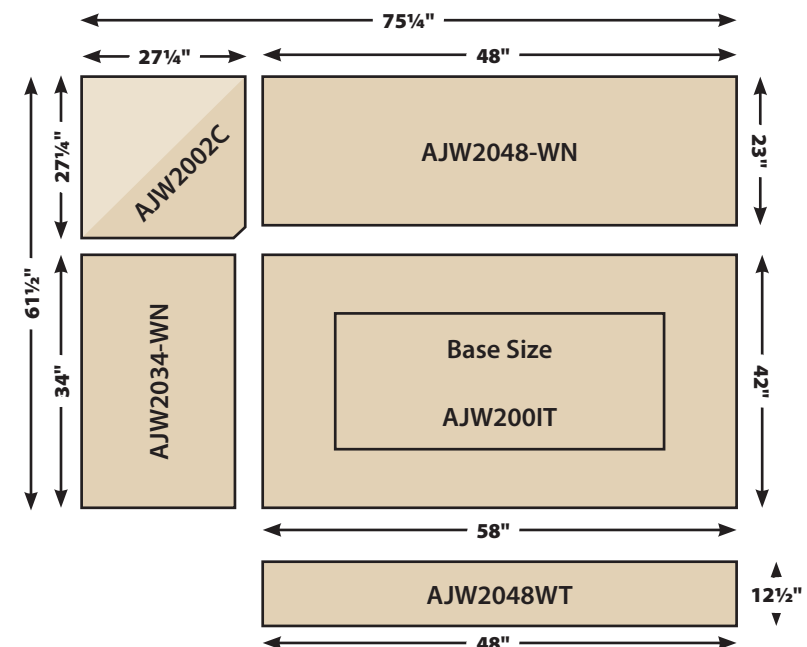 75¼"
27¼"
48"
27¼"
61½"
AJW2002C
AJW2048-WN
23"
34"
AJW2034-WN
Base Size
AJW200IT
42"
58"
AJW2048WT
12½"
48"